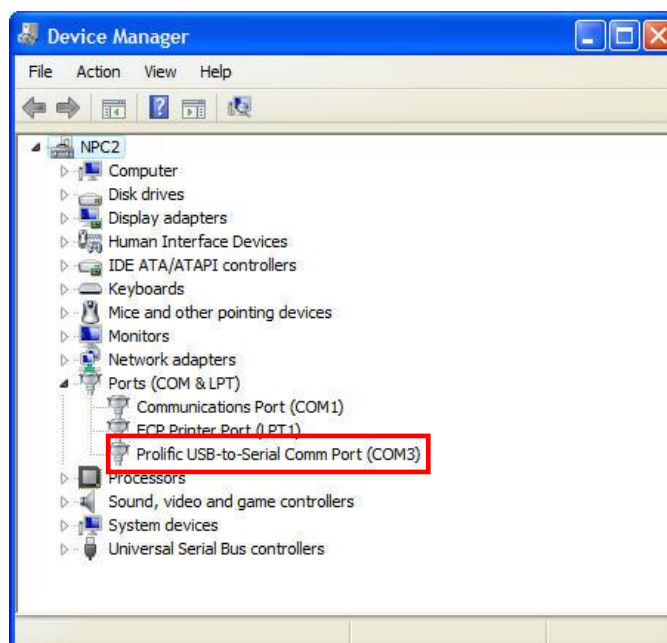 Device Manager
File Action View Help
NPC2
Computer
Disk drives
Display adapters
Human Interface Devices
IDE ATA/ATAPI controllers
Keyboards
Mice and other pointing devices
Monitors
Network adapters
Ports (COM & LPT)
Communications Port (COM1)
ECP Printer Port (LPT1)
Prolific USB-to-Serial Comm Port (COM3)
Processors
Sound, video and game controllers
System devices
Universal Serial Bus controllers